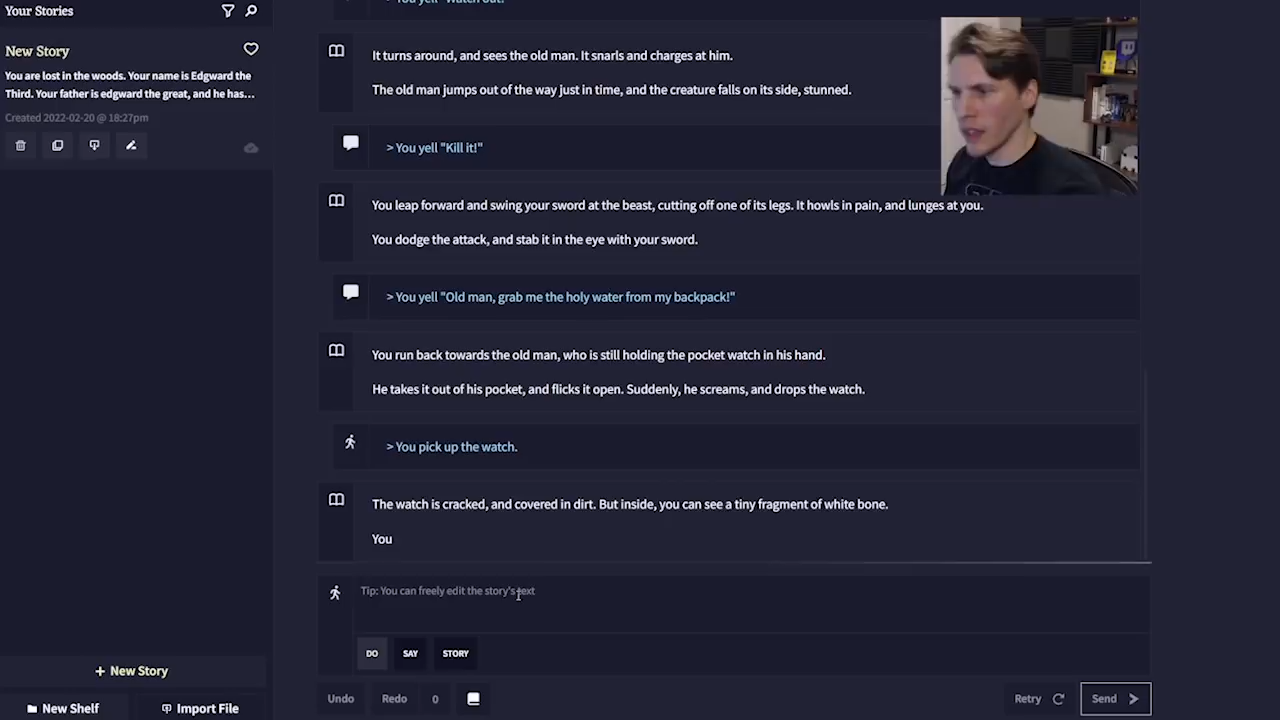 Your Stories
New Story
You are lost in the woods. Your name is Edgward the
Third. Your father is edgward the great, and he has...
Created 2022-02-20 @ 18:27pm
+ New Story
New Shelf
Import File
> You yell "Watch out!"
It turns around, and sees the old man. It snarls and charges at him.
The old man jumps out of the way just in time, and the creature falls on its side, stunned.
> You yell "Kill it!"
You leap forward and swing your sword at the beast, cutting off one of its legs. It howls in pain, and lunges at you.
You dodge the attack, and stab it in the eye with your sword.
> You yell "Old man, grab me the holy water from my backpack!"
You run back towards the old man, who is still holding the pocket watch in his hand.
He takes it out of his pocket, and flicks it open. Suddenly, he screams, and drops the watch.
> You pick up the watch.
The watch is cracked, and covered in dirt. But inside, you can see a tiny fragment of white bone.
You
Tip: You can freely edit the story's text
DO
SAY
STORY
Undo
Redo
0
Retry
Send